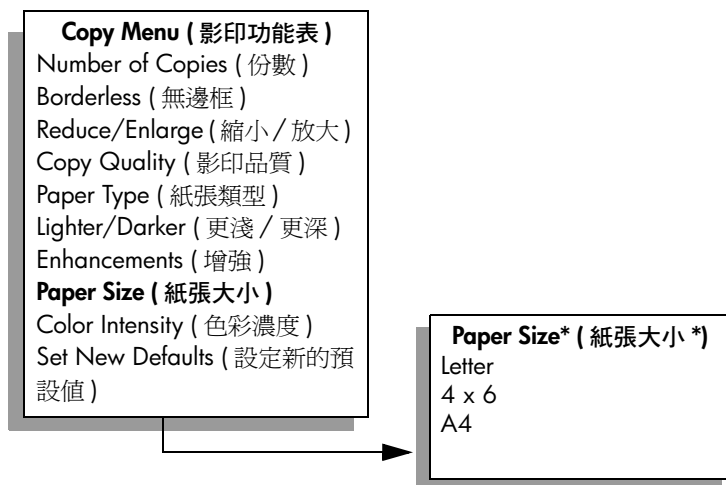 Copy Menu ( 影印功能表 )
Number of Copies ( 份數 )
Borderless ( 無邊框 )
Reduce/Enlarge ( 縮小 / 放大 )
Copy Quality ( 影印品質 )
Paper Type ( 紙張類型 )
Lighter/Darker ( 更淺 / 更深 )
Enhancements ( 增強 )
Paper Size ( 紙張大小 )
Color Intensity ( 色彩濃度 )
Set New Defaults ( 設定新的預
設值 )
Paper Size* ( 紙張大小 *)
Letter
4 x 6
A4